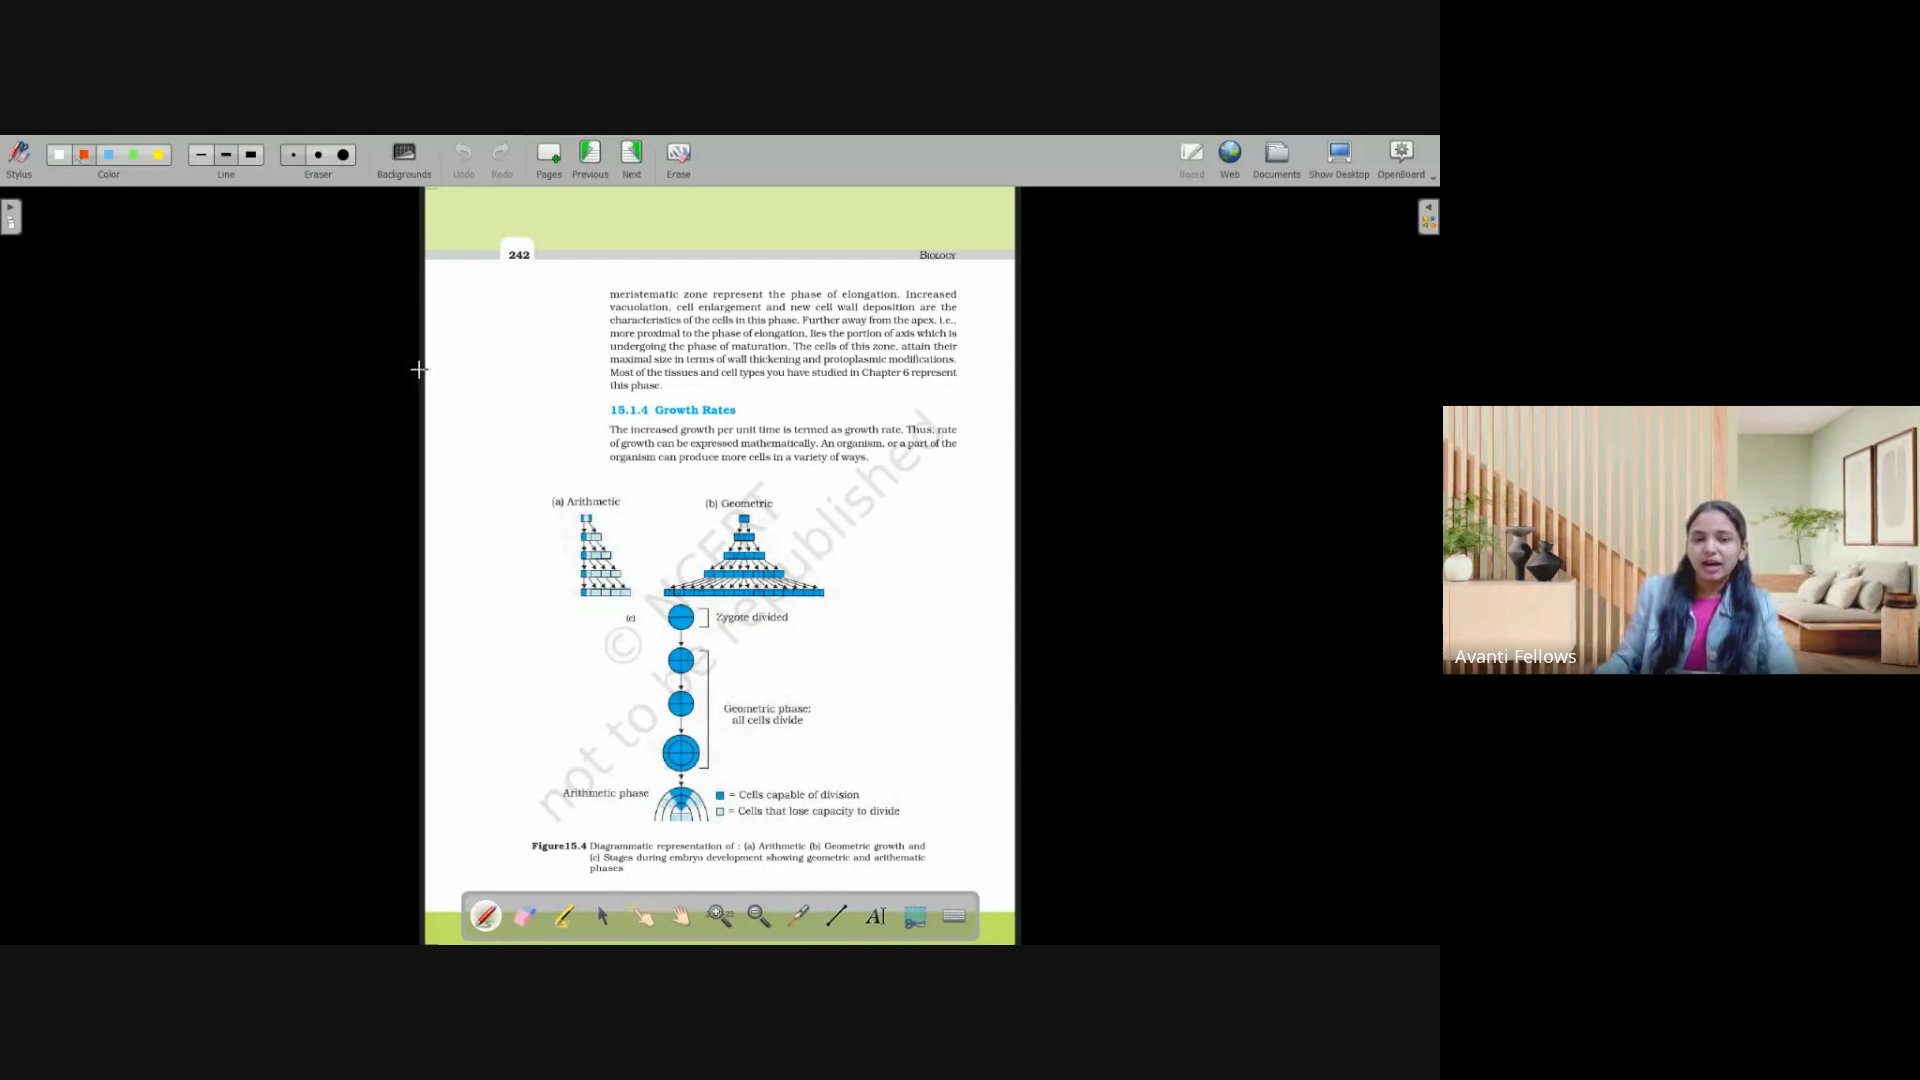 Stylus
Color
Line
Eraser
Backgrounds
Undo
Redo
Pages
Previous
Next
Erase
Board
Web
Documents
Show Desktop
OpenBoard
242
BIOLOGY
meristematic zone represent the phase of elongation. Increased
vacuolation, cell enlargement and new cell wall deposition are the
characteristics of the cells in this phase. Further away from the apex, i.e.,
more proximal to the phase of elongation, lies the portion of axis which is
undergoing the phase of maturation. The cells of this zone, attain their
maximal size in terms of wall thickening and protoplasmic modifications.
Most of the tissues and cell types you have studied in Chapter 6 represent
this phase.
15.1.4 Growth Rates
The increased growth per unit time is termed as growth rate. Thus, rate
of growth can be expressed mathematically. An organism, or a part of the
organism can produce more cells in a variety of ways.
(a) Arithmetic
(b) Geometric
(c)
Zygote divided
Geometric phase:
all cells divide
Arithmetic phase
= Cells capable of division
= Cells that lose capacity to divide
Figure15.4 Diagrammatic representation of : (a) Arithmetic (b) Geometric growth and
(c) Stages during embryo development showing geometric and arithematic
phases
© NCERT
not to be republished
Avanti Fellows